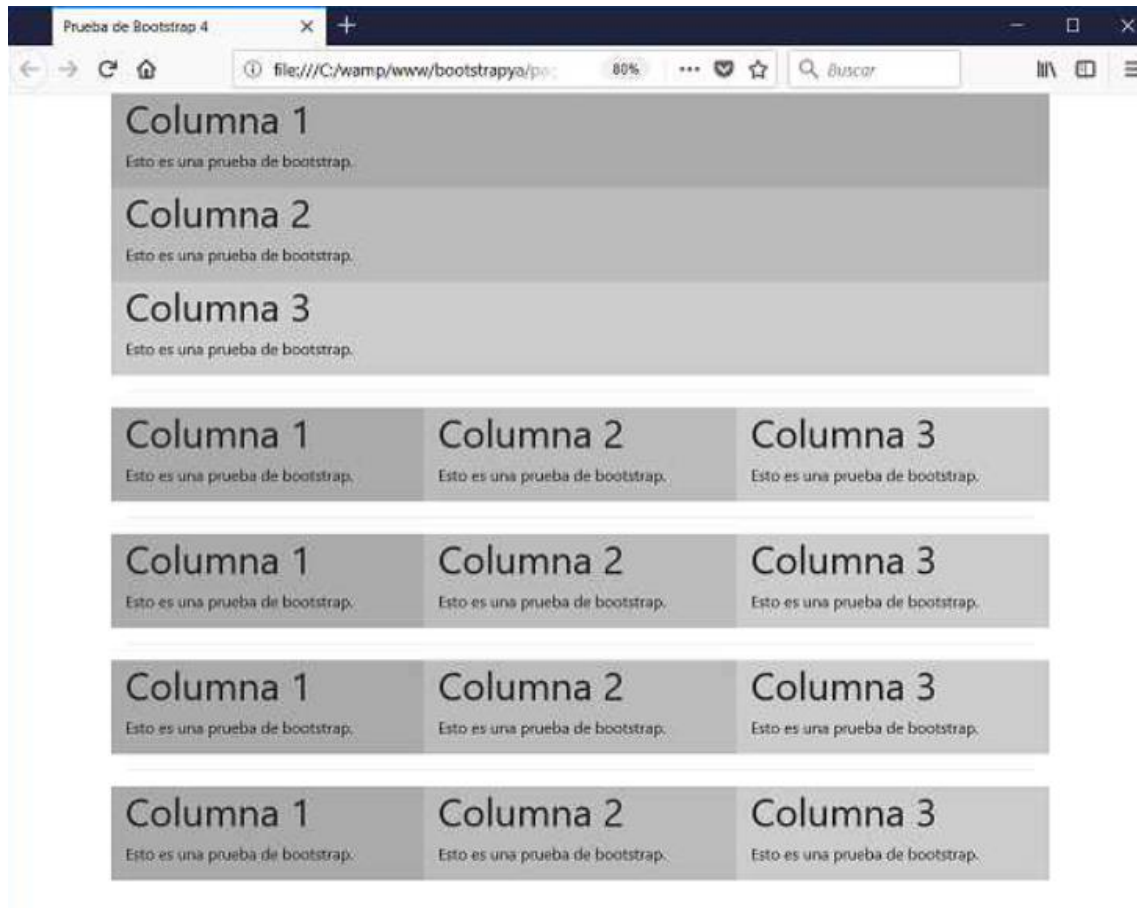 Prueba de Bootstrap 4
file:///C:/wamp/www/bootstrapya/
80%
Buscar
Columna 1
Esto es una prueba de bootstrap.
Columna 2
Esto es una prueba de bootstrap.
Columna 3
Esto es una prueba de bootstrap.
Columna 1 Columna 2 Columna 3
Esto es una prueba de bootstrap. Esto es una prueba de bootstrap. Esto es una prueba de bootstrap.
Columna 1 Columna 2 Columna 3
Esto es una prueba de bootstrap. Esto es una prueba de bootstrap. Esto es una prueba de bootstrap.
Columna 1 Columna 2 Columna 3
Esto es una prueba de bootstrap. Esto es una prueba de bootstrap. Esto es una prueba de bootstrap.
Columna 1 Columna 2 Columna 3
Esto es una prueba de bootstrap. Esto es una prueba de bootstrap. Esto es una prueba de bootstrap.